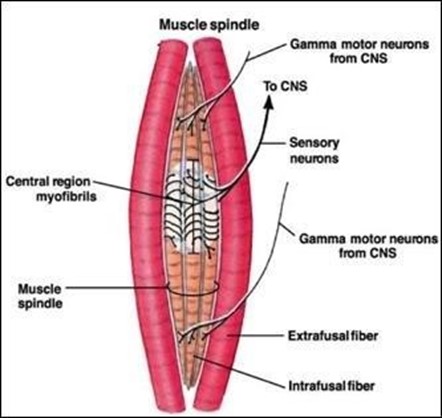 Muscle spindle
Gamma motor neurons
from CNS
To CNS
Sensory
neurons
Central region
myofibrils
Gamma motor neurons
from CNS
Muscle
spindle
Extrafusal fiber
Intrafusal fiber